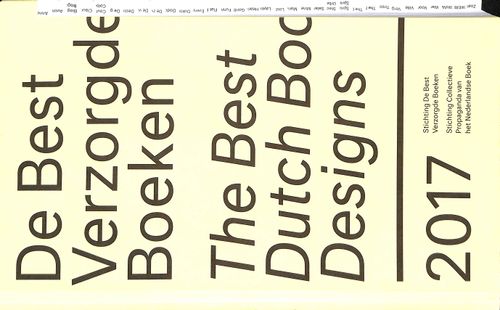 De Best
Verzorgde
Boeken
The Best
Dutch Boo
Designs
2017
Stichting De Best
Verzorgde Boeken
Stichting Collectieve
Propaganda van
het Nederlandse Boek